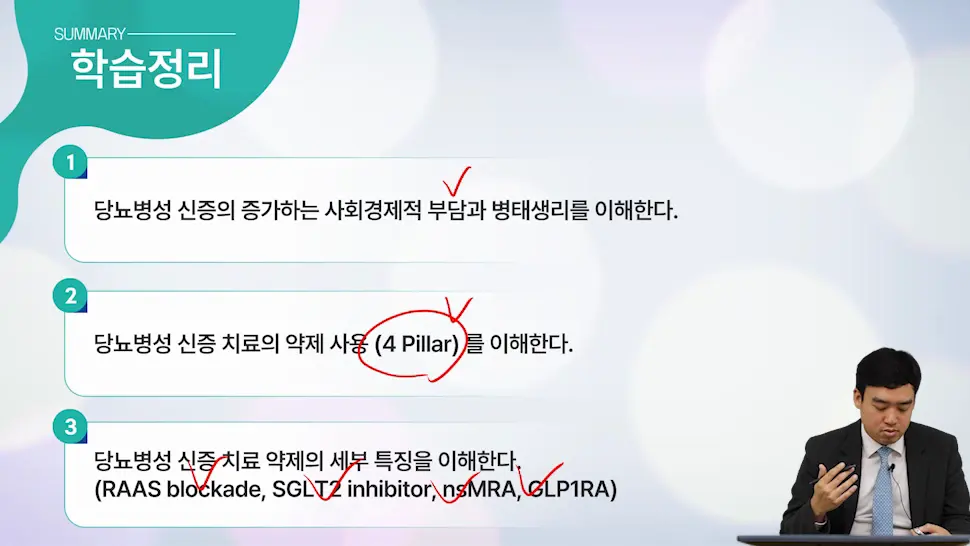 SUMMARY
학습정리
1
당뇨병성 신증의 증가하는 사회경제적 부담과 병태생리를 이해한다.
2
당뇨병성 신증 치료의 약제 사용 (4 Pillar) 를 이해한다.
3
당뇨병성 신증 치료 약제의 세부 특징을 이해한다.
(RAAS blockade, SGLT2 inhibitor, nsMRA, GLP1RA)